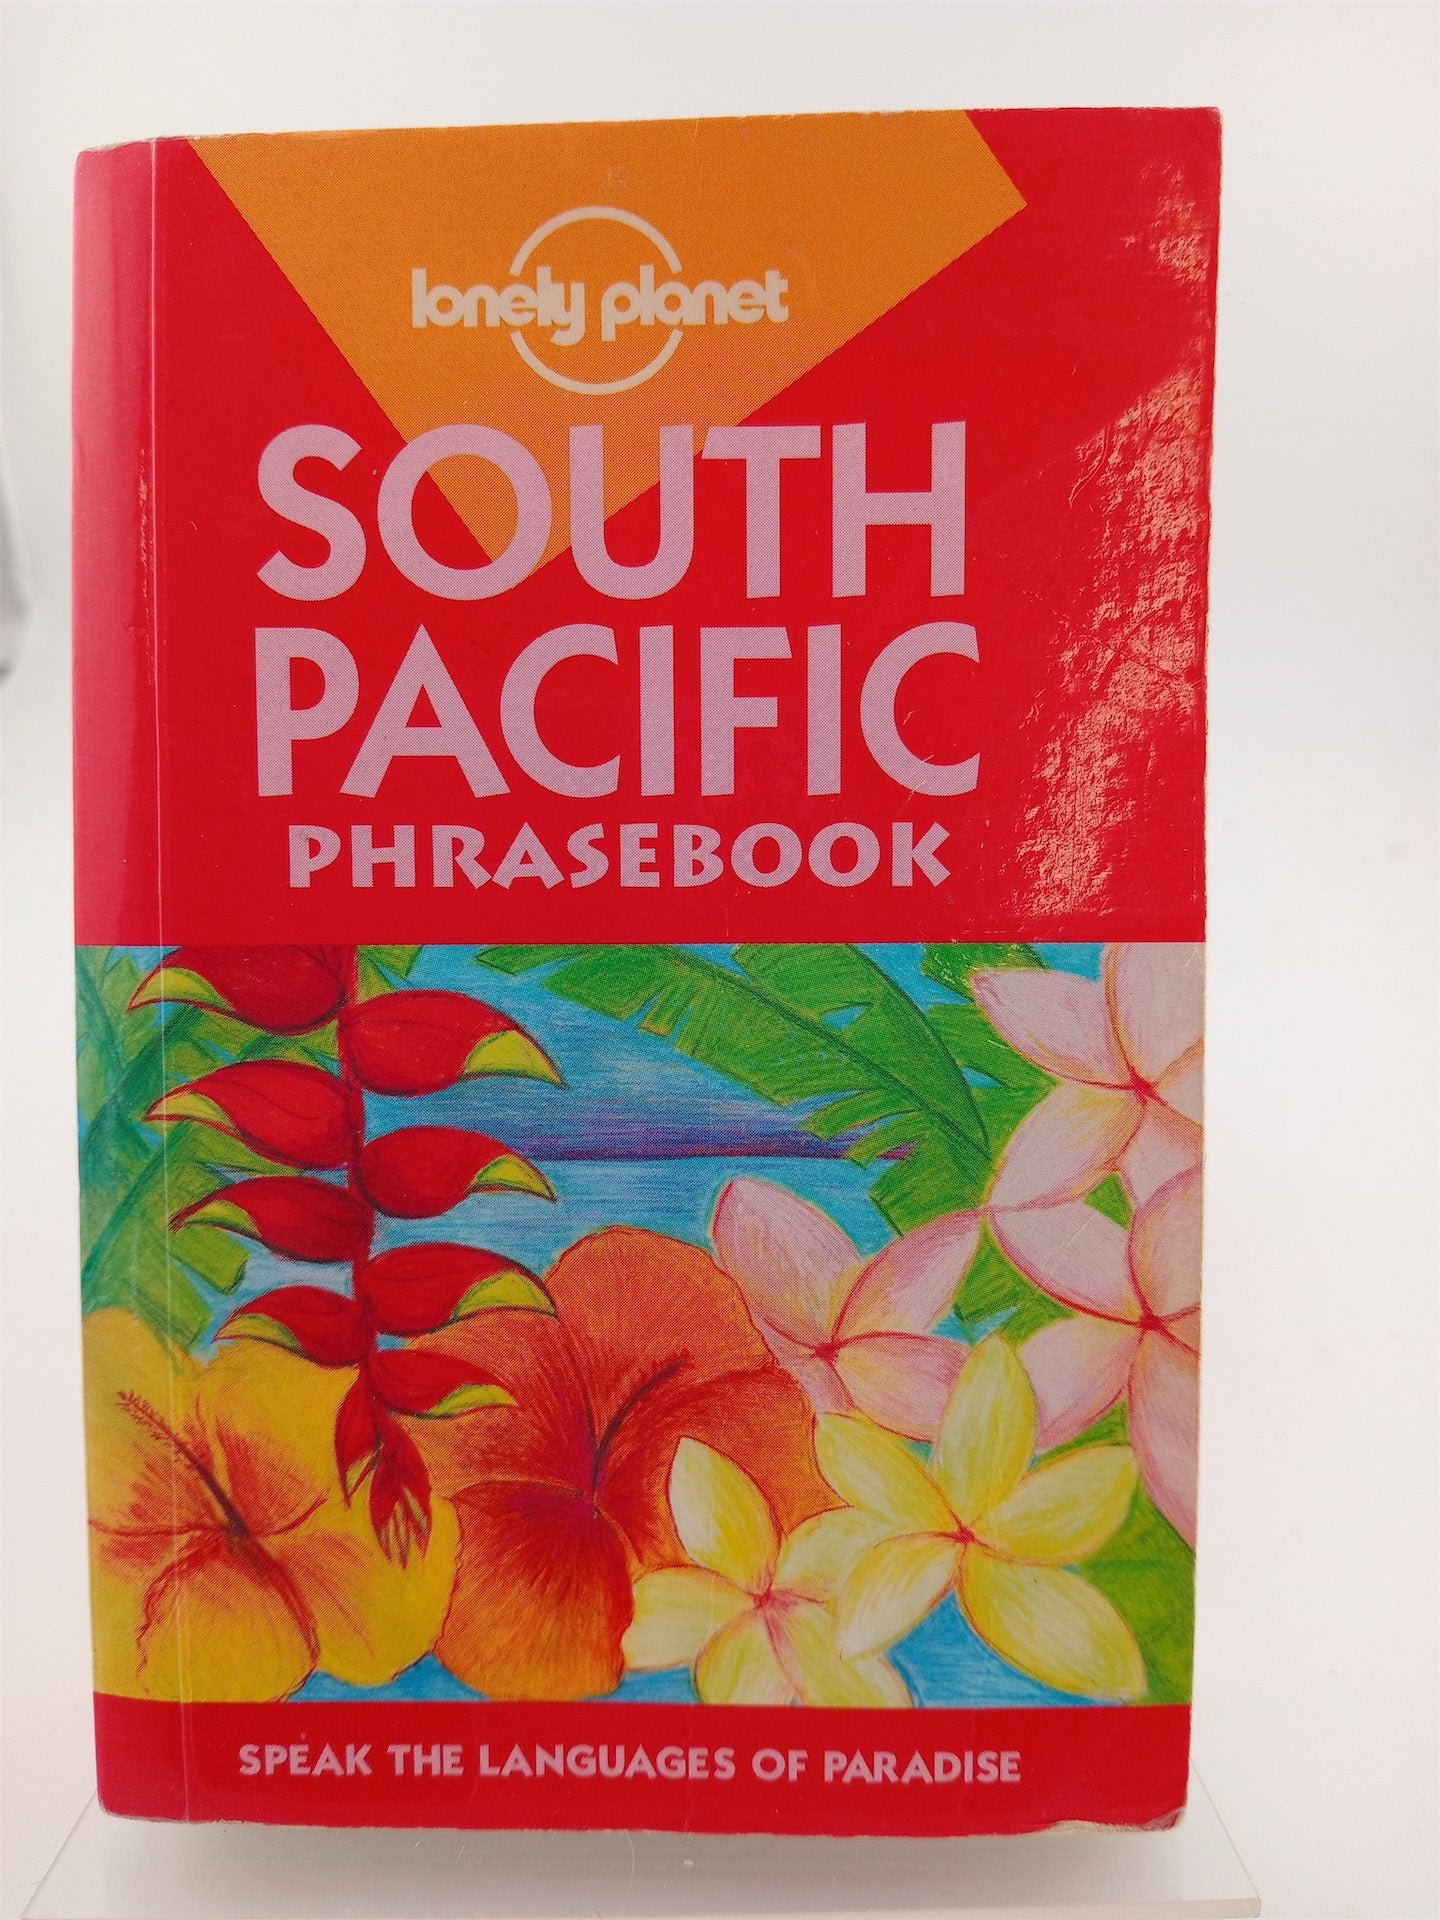 lonely planet
SOUTH
PACIFIC
PHRASEBOOK
SPEAK THE LANGUAGES OF PARADISE